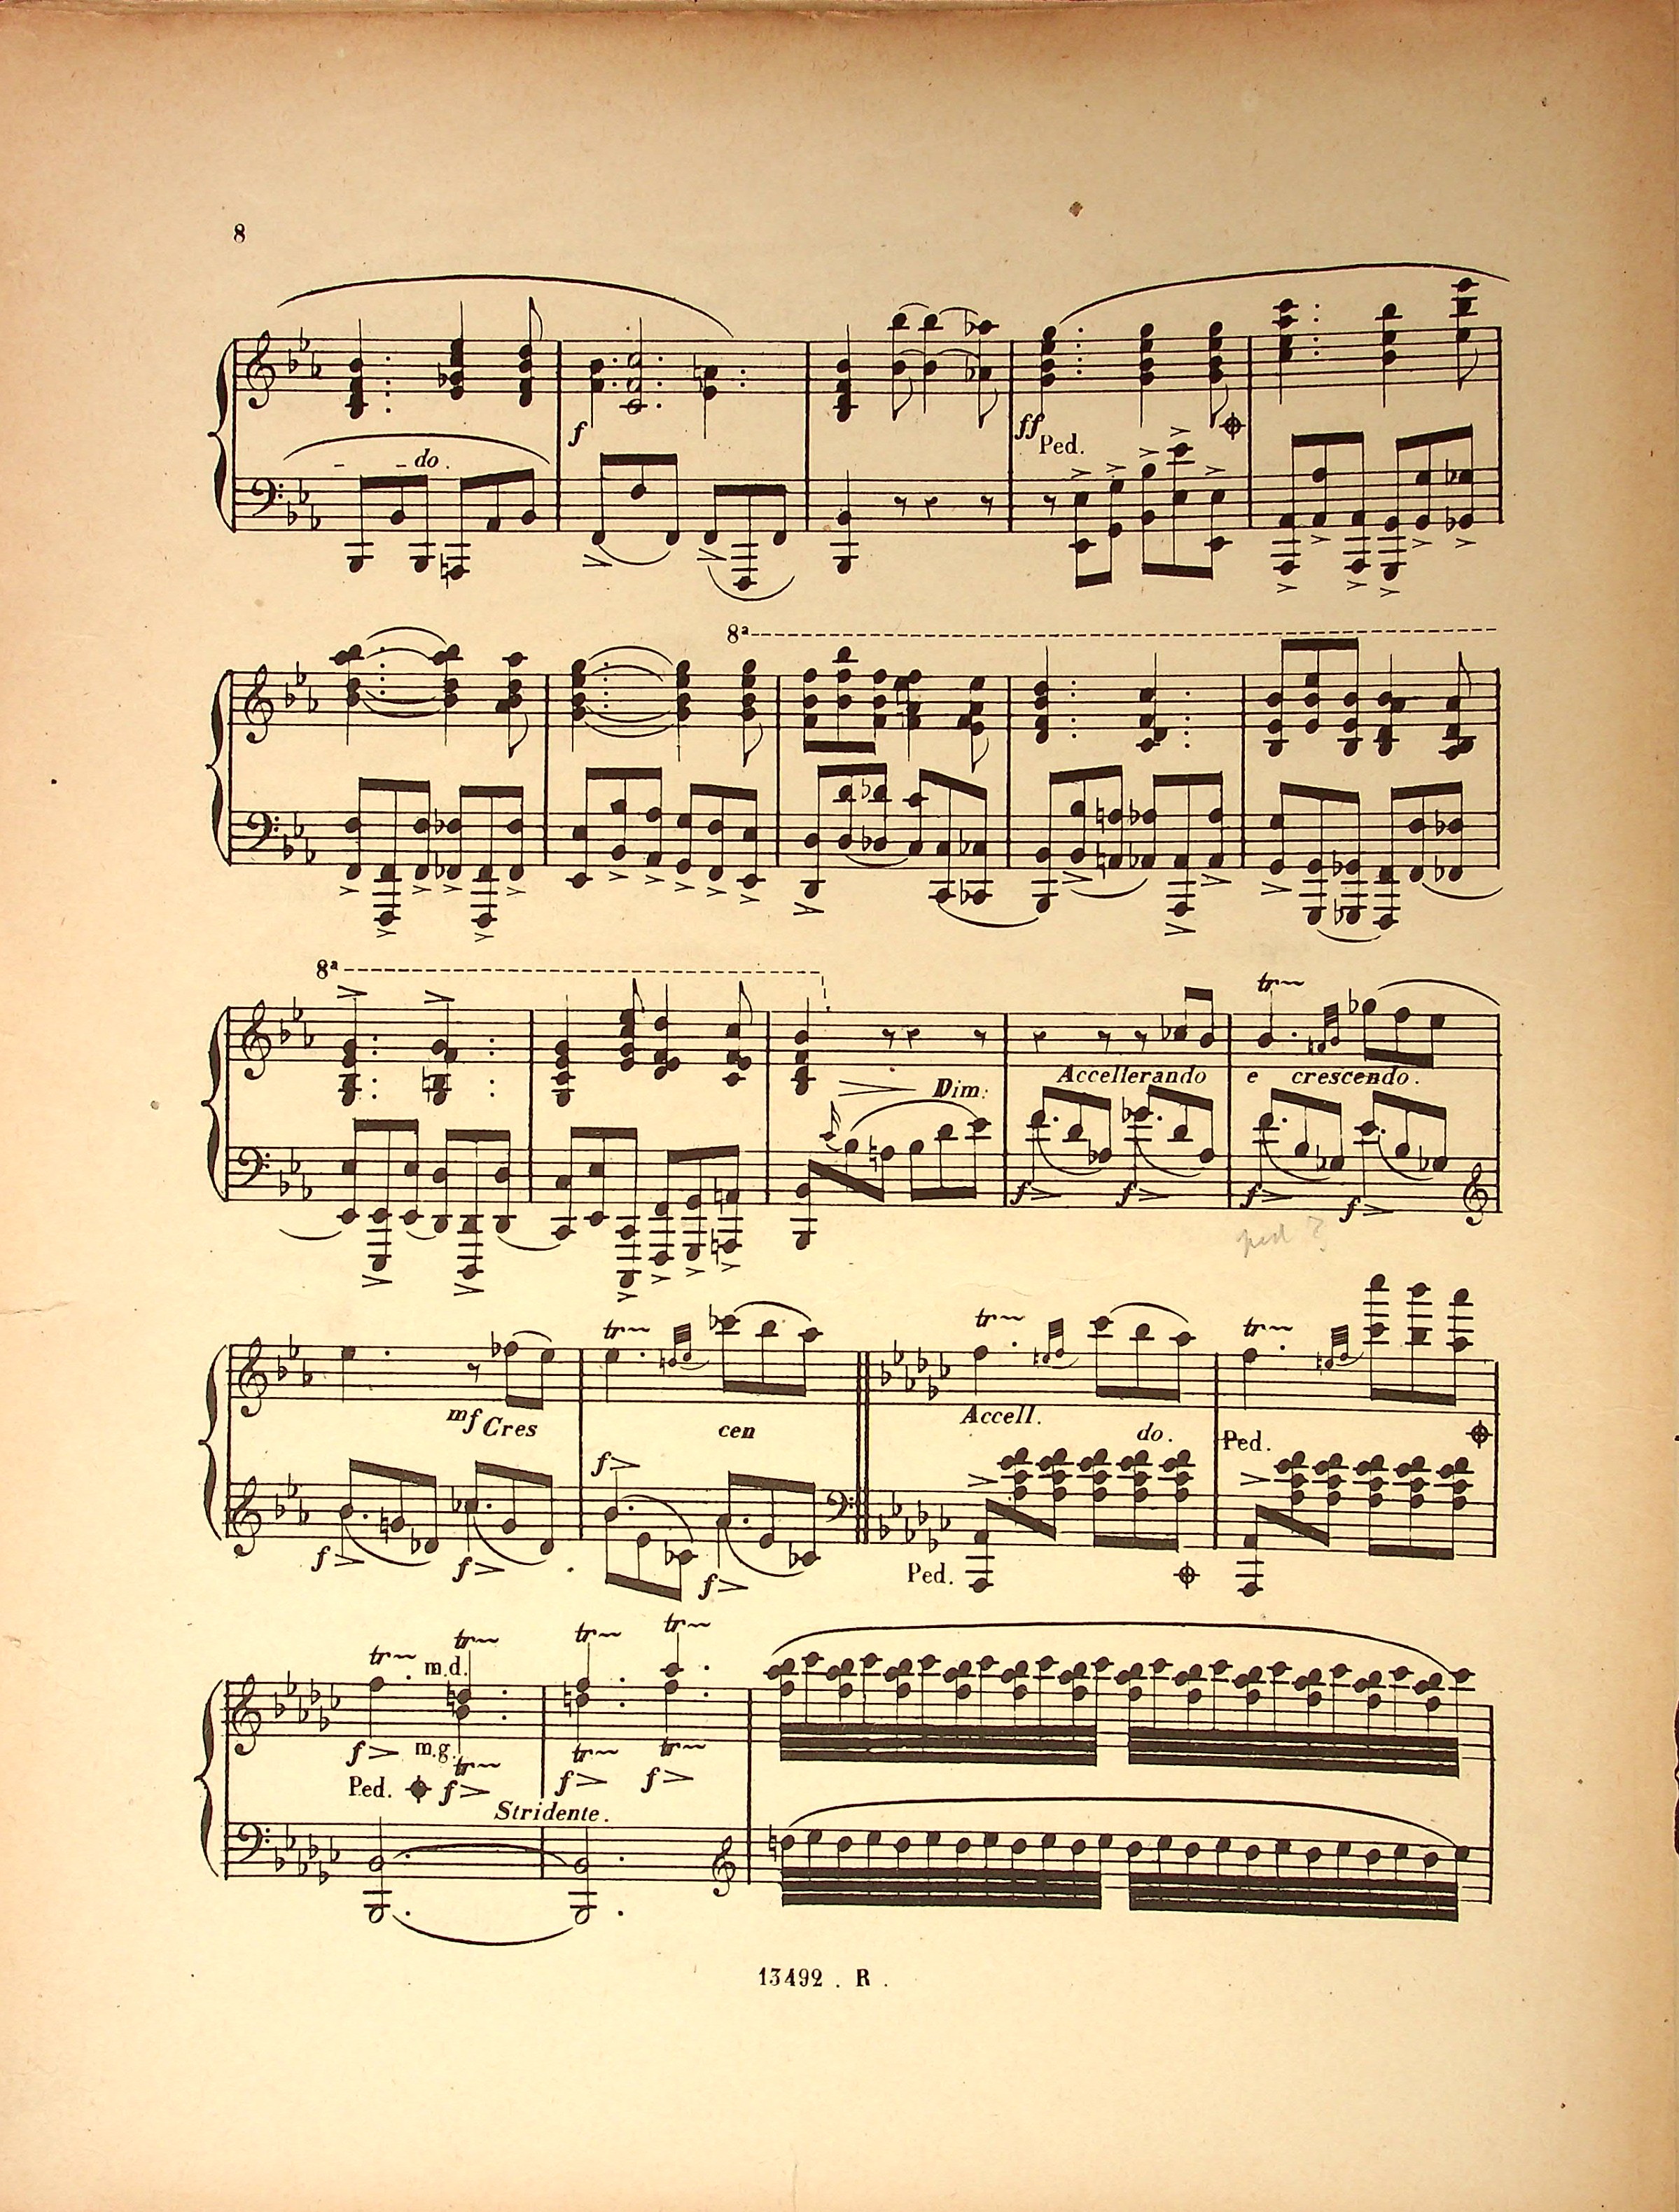 8
- - do.
f ff Ped.
8ª
8ª
Dim: Accellerando e crescendo.
f f f f
ped
tr tr tr tr
mf Cres cen Accell. do. Ped.
f
f f f Ped.
tr m.d. tr tr tr
f m.g. tr tr tr
Ped. f f f
Stridente.
13492 . R .